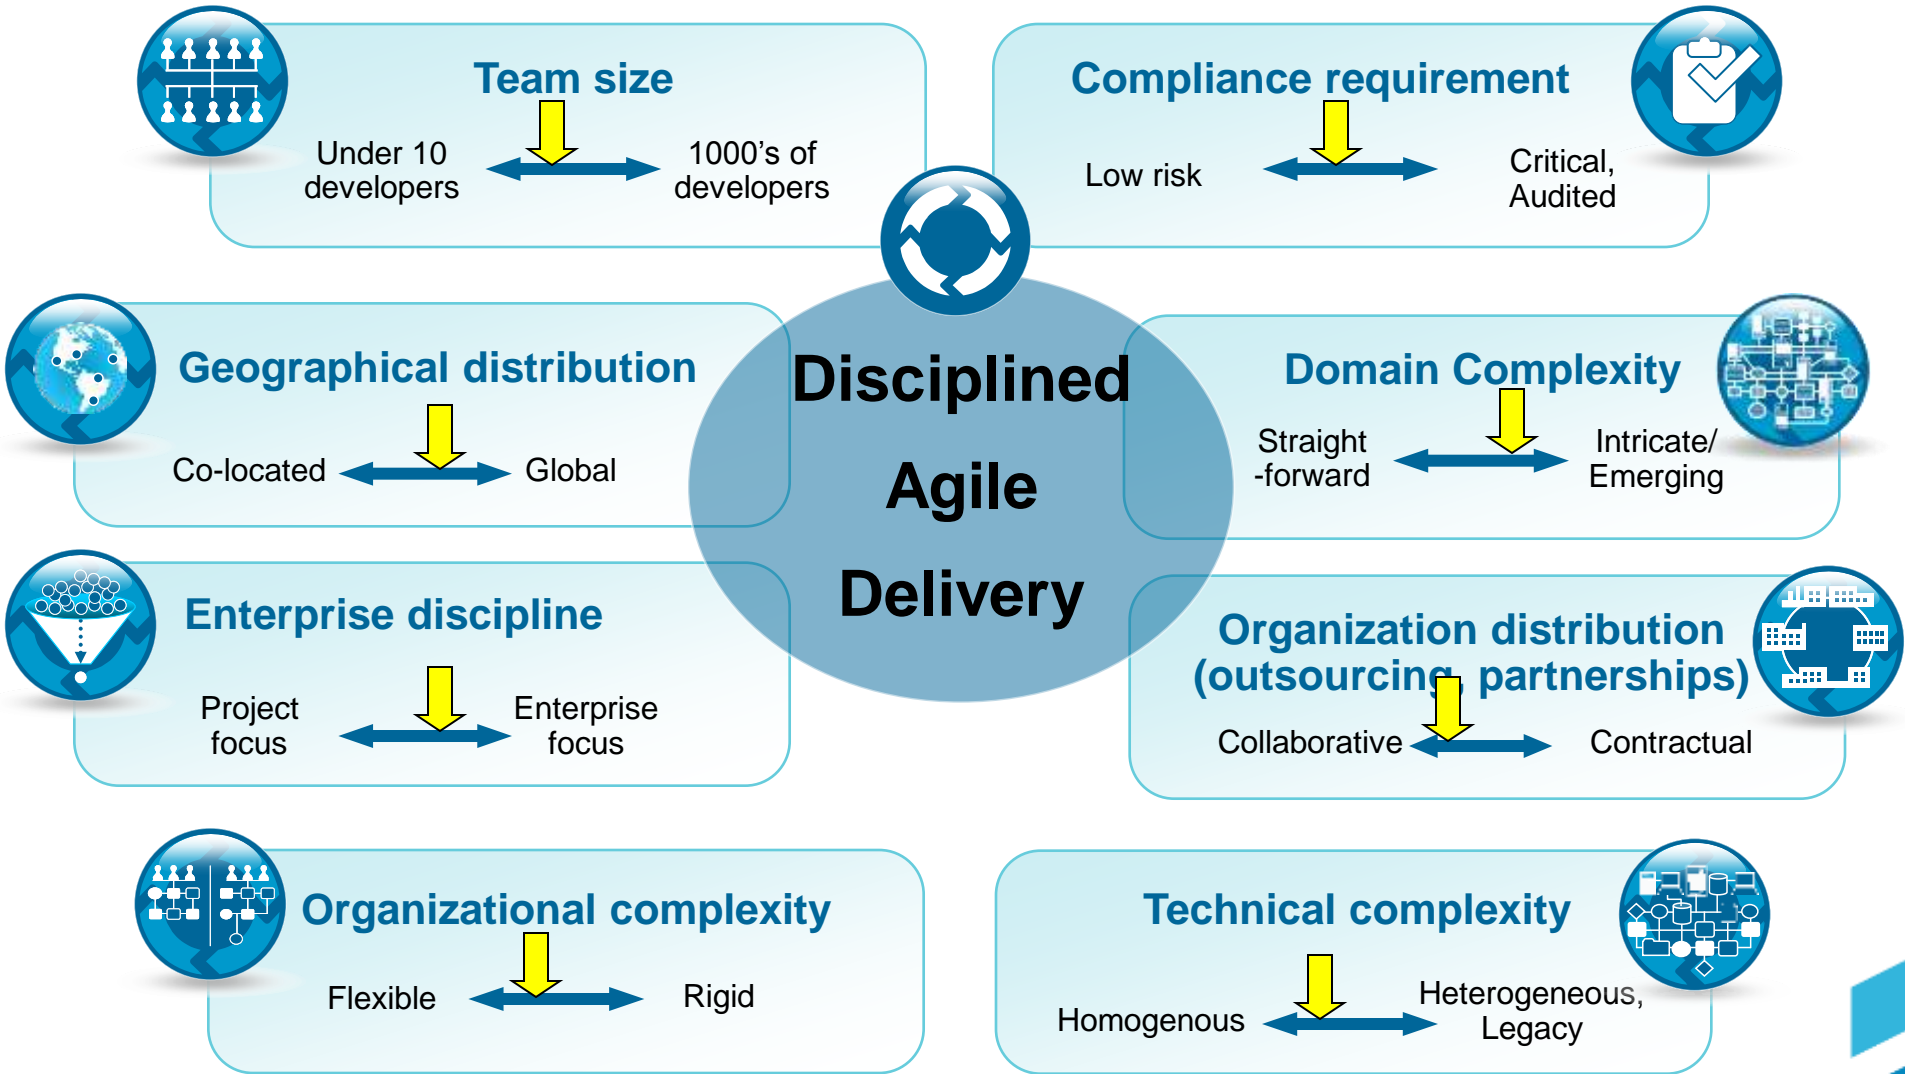 Team size
Under 10
developers
1000’s of
developers
Compliance requirement
Low risk
Critical,
Audited
Geographical distribution
Co-located
Global
Disciplined
Agile
Delivery
Domain Complexity
Straight
-forward
Intricate/
Emerging
Enterprise discipline
Project
focus
Enterprise
focus
Organization distribution
(outsourcing, partnerships)
Collaborative
Contractual
Organizational complexity
Flexible
Rigid
Technical complexity
Homogenous
Heterogeneous,
Legacy